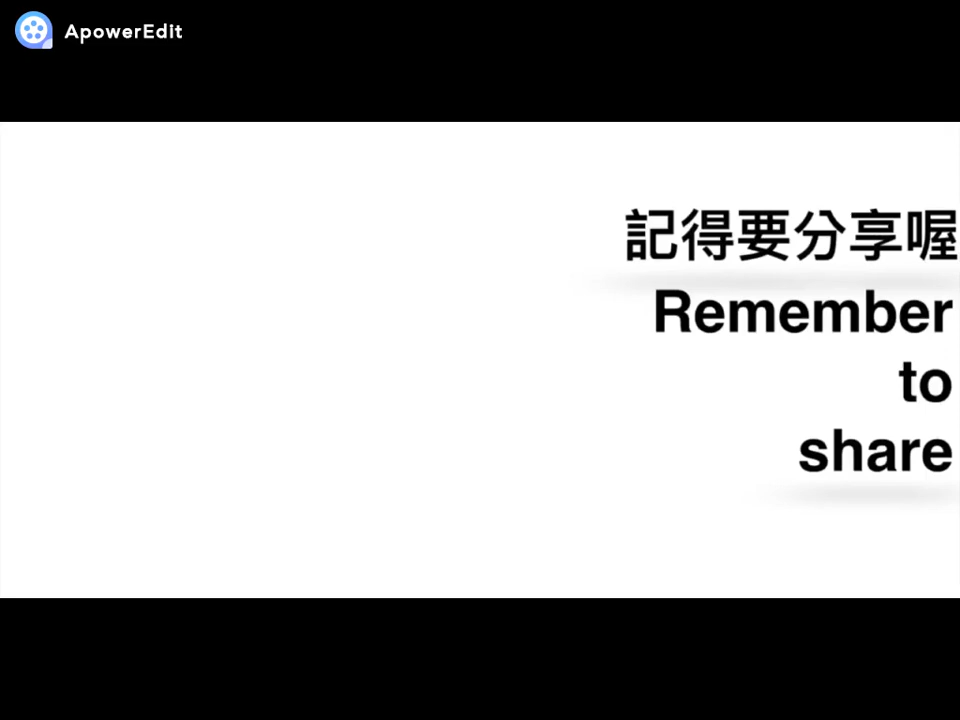 ApowerEdit
記得要分享喔
Remember
to
share